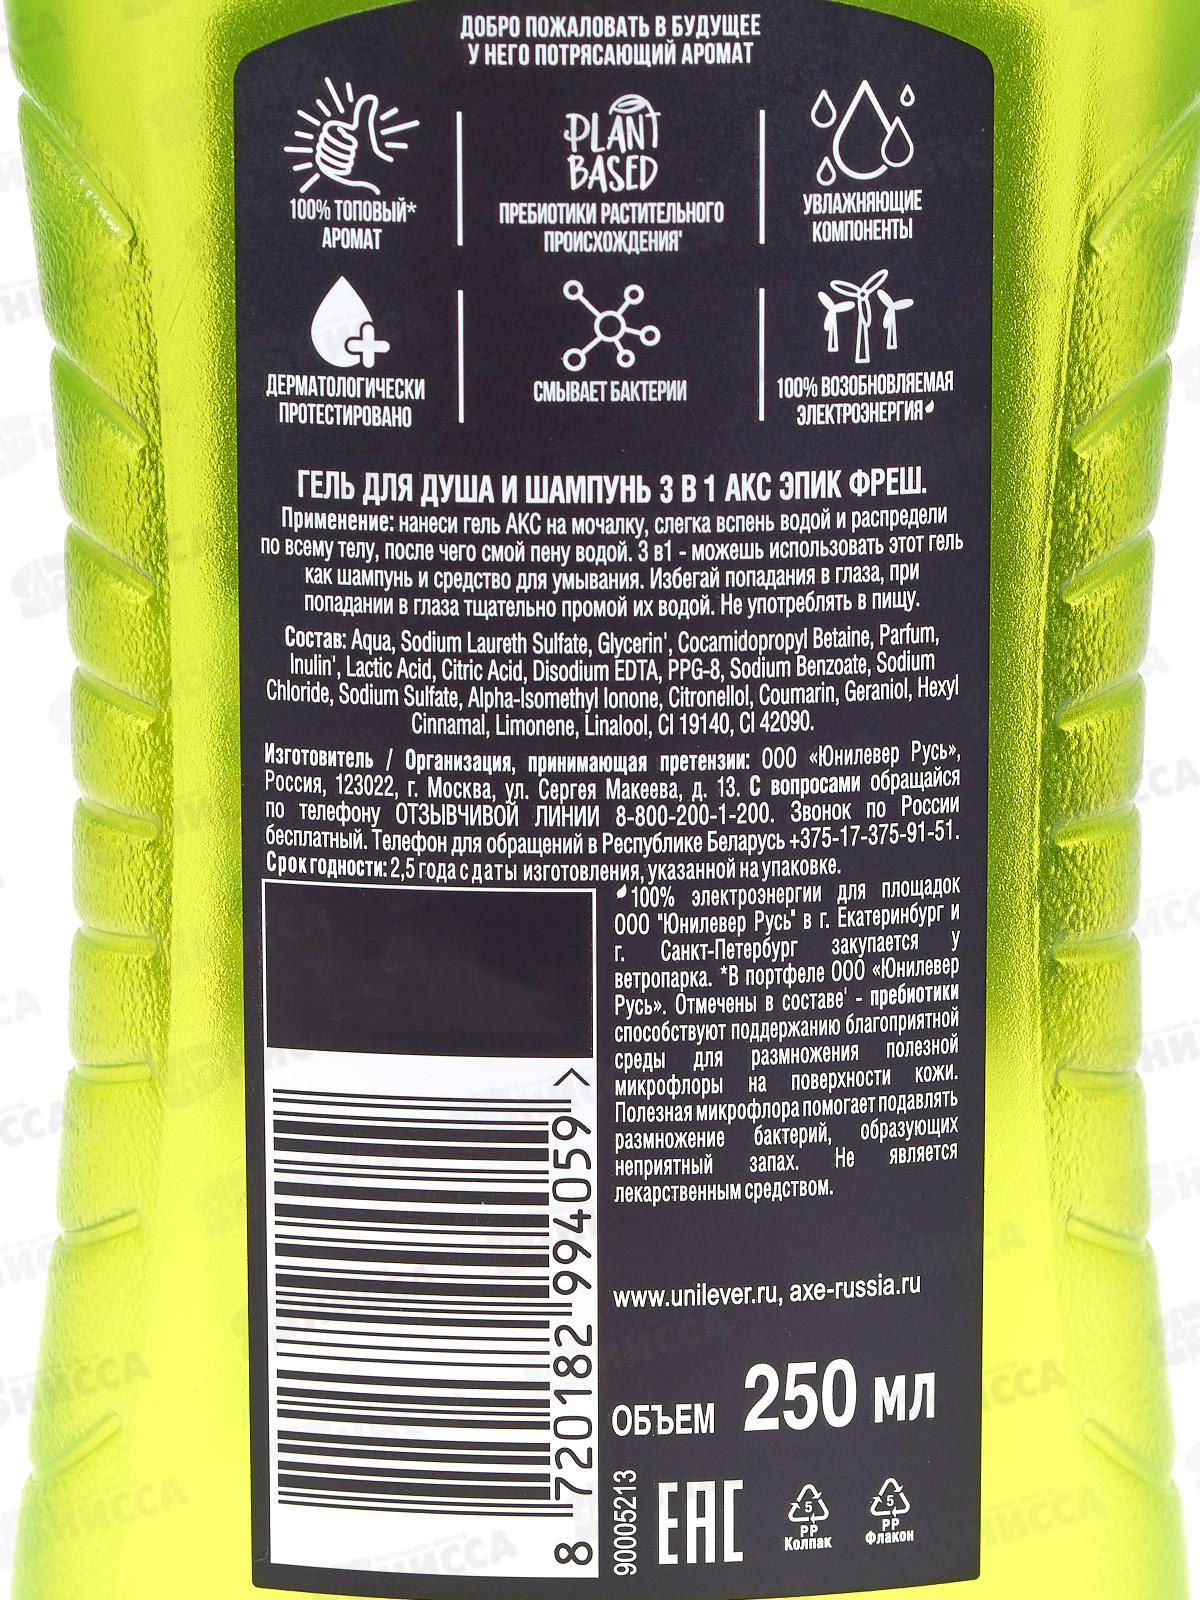 ДОБРО ПОЖАЛОВАТЬ В БУДУЩЕЕ
У НЕГО ПОТРЯСАЮЩИЙ АРОМАТ
100% ТОПОВЫЙ*
АРОМАТ
PLANT
BASED
ПРЕБИОТИКИ РАСТИТЕЛЬНОГО
ПРОИСХОЖДЕНИЯ'
УВЛАЖНЯЮЩИЕ
КОМПОНЕНТЫ
ДЕРМАТОЛОГИЧЕСКИ
ПРОТЕСТИРОВАНО
СМЫВАЕТ БАКТЕРИИ
100% ВОЗОБНОВЛЯЕМАЯ
ЭЛЕКТРОЭНЕРГИЯ
ГЕЛЬ ДЛЯ ДУША И ШАМПУНЬ 3 В 1 АКС ЭПИК ФРЕШ.
Применение: нанеси гель АКС на мочалку, слегка вспень водой и распредели
по всему телу, после чего смой пену водой. 3 в1 - можешь использовать этот гель
как шампунь и средство для умывания. Избегай попадания в глаза, при
попадании в глаза тщательно промой их водой. Не употреблять в пищу.
Состав: Aqua, Sodium Laureth Sulfate, Glycerin', Cocamidopropyl Betaine, Parfum,
Inulin', Lactic Acid, Citric Acid, Disodium EDTA, PPG-8, Sodium Benzoate, Sodium
Chloride, Sodium Sulfate, Alpha-Isomethyl Ionone, Citronellol, Coumarin, Geraniol, Hexyl
Cinnamal, Limonene, Linalool, CI 19140, CI 42090.
Изготовитель / Организация, принимающая претензии: ООО «Юнилевер Русь»,
Россия, 123022, г. Москва, ул. Сергея Макеева, д. 13. С вопросами обращайся
по телефону ОТЗЫВЧИВОЙ ЛИНИИ 8-800-200-1-200. Звонок по России
бесплатный. Телефон для обращений в Республике Беларусь +375-17-375-91-51.
Срок годности: 2,5 года с даты изготовления, указанной на упаковке.
100% электроэнергии для площадок
ООО "Юнилевер Русь" в г. Екатеринбург и
г. Санкт-Петербург закупается у
ветропарка. *В портфеле ООО «Юнилевер
Русь». Отмечены в составе' - пребиотики
способствуют поддержанию благоприятной
среды для размножения полезной
микрофлоры на поверхности кожи.
Полезная микрофлора помогает подавлять
размножение бактерий, образующих
неприятный запах. Не является
лекарственным средством.
www.unilever.ru, axe-russia.ru
ОБЪЕМ 250 мл
8 720182 994059 >
90005213
EAC
5
PP
Колпак
5
PP
Флакон